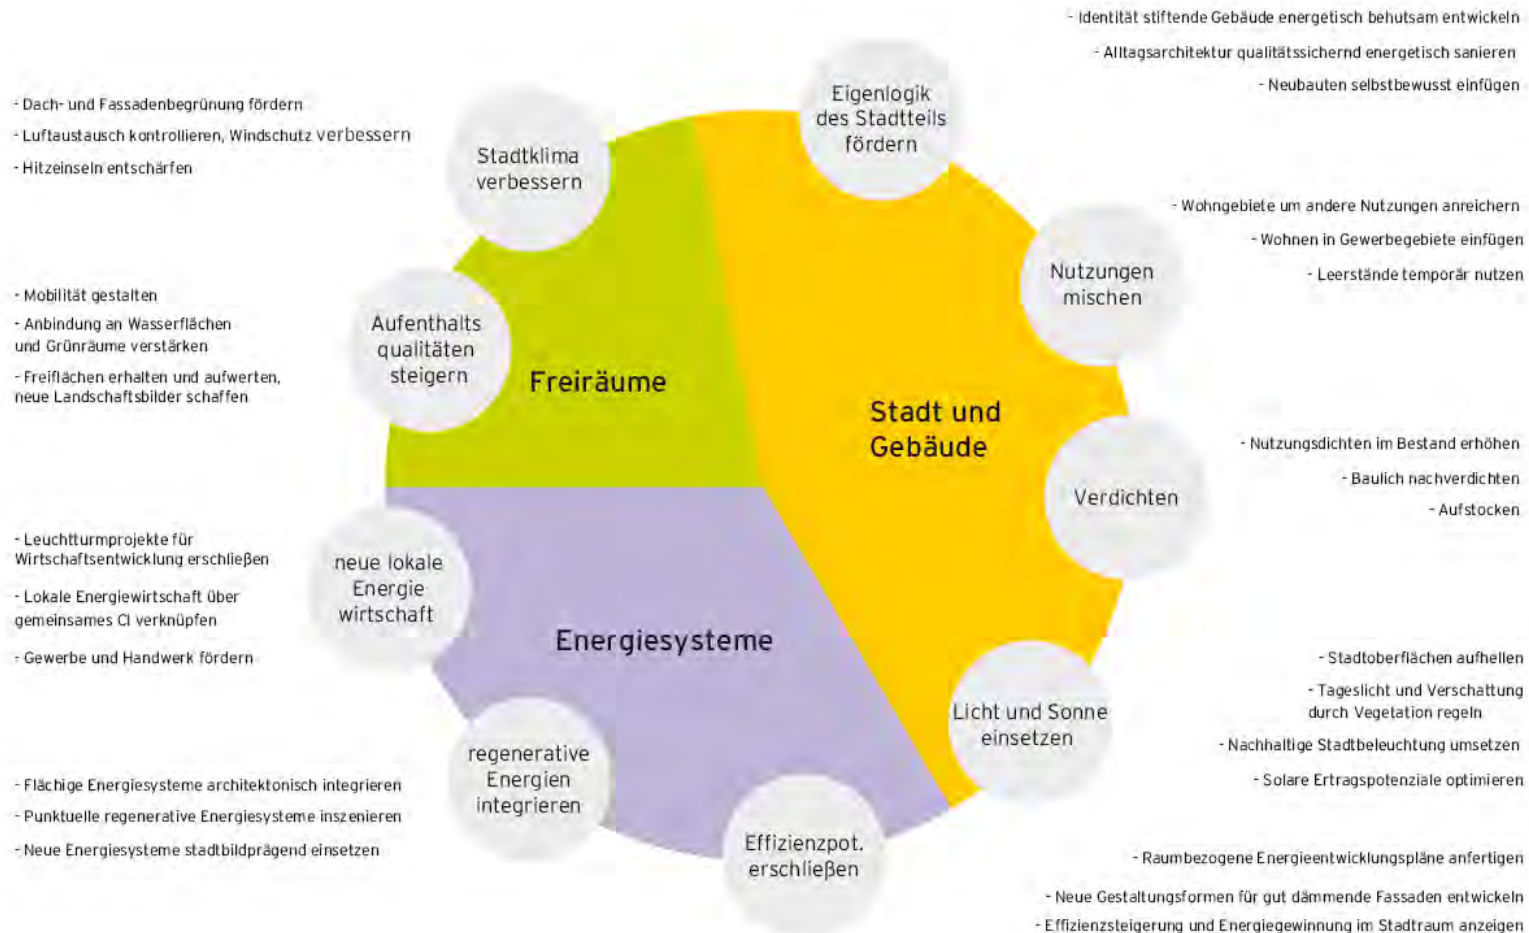 - Identität stiftende Gebäude energetisch behutsam entwickeln
- Alltagsarchitektur qualitätssichernd energetisch sanieren
- Neubauten selbstbewusst einfügen
Eigenlogik
des Stadtteils
fördern
- Dach- und Fassadenbegrünung fördern
- Luftaustausch kontrollieren, Windschutz verbessern
- Hitzeinseln entschärfen
Stadtklima
verbessern
- Wohngebiete um andere Nutzungen anreichern
- Wohnen in Gewerbegebiete einfügen
- Leerstände temporär nutzen
Nutzungen
mischen
- Mobilität gestalten
- Anbindung an Wasserflächen
und Grünräume verstärken
- Freiflächen erhalten und aufwerten,
neue Landschaftsbilder schaffen
Aufenthalts
qualitäten
steigern
Freiräume
Stadt und
Gebäude
- Nutzungsdichten im Bestand erhöhen
- Baulich nachverdichten
- Aufstocken
Verdichten
- Leuchtturmprojekte für
Wirtschaftsentwicklung erschließen
- Lokale Energiewirtschaft über
gemeinsames CI verknüpfen
- Gewerbe und Handwerk fördern
neue lokale
Energie
wirtschaft
Energiesysteme
- Stadtoberflächen aufhellen
- Tageslicht und Verschattung
durch Vegetation regeln
- Nachhaltige Stadtbeleuchtung umsetzen
- Solare Ertragspotenziale optimieren
Licht und Sonne
einsetzen
- Flächige Energiesysteme architektonisch integrieren
- Punktuelle regenerative Energiesysteme inszenieren
- Neue Energiesysteme stadtbildprägend einsetzen
regenerative
Energien
integrieren
Effizienzpot.
erschließen
- Raumbezogene Energieentwicklungspläne anfertigen
- Neue Gestaltungsformen für gut dämmende Fassaden entwickeln
- Effizienzsteigerung und Energiegewinnung im Stadtraum anzeigen